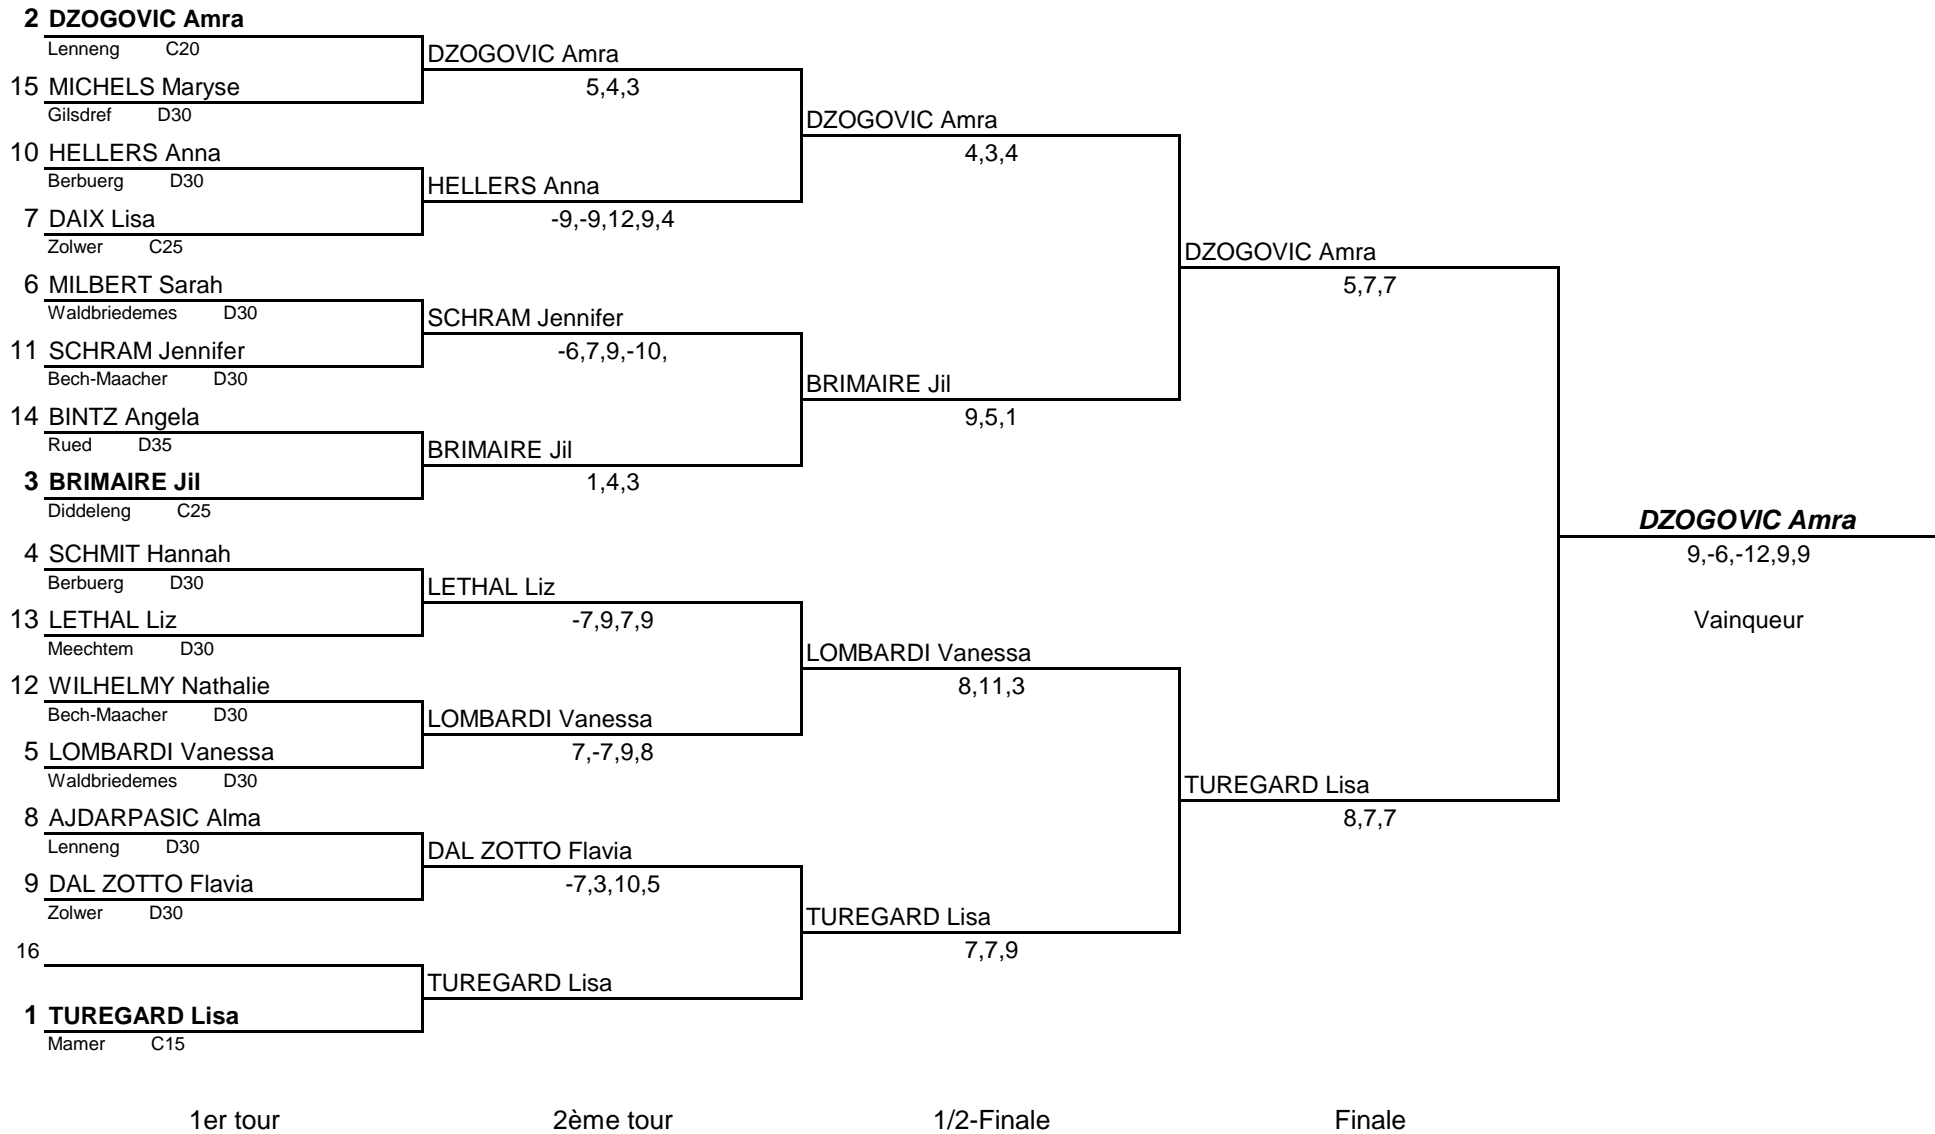 2 DZOGOVIC Amra
Lenneng C20
DZOGOVIC Amra
15 MICHELS Maryse
5,4,3
Gilsdref D30
DZOGOVIC Amra
10 HELLERS Anna
4,3,4
Berbuerg D30
HELLERS Anna
7 DAIX Lisa
-9,-9,12,9,4
Zolwer C25
DZOGOVIC Amra
6 MILBERT Sarah
5,7,7
Waldbriedemes D30
SCHRAM Jennifer
11 SCHRAM Jennifer
-6,7,9,-10,
Bech-Maacher D30
BRIMAIRE Jil
14 BINTZ Angela
9,5,1
Rued D35
BRIMAIRE Jil
3 BRIMAIRE Jil
1,4,3
Diddeleng C25
DZOGOVIC Amra
4 SCHMIT Hannah
9,-6,-12,9,9
Berbuerg D30
LETHAL Liz
13 LETHAL Liz
-7,9,7,9
Vainqueur
Meechtem D30
LOMBARDI Vanessa
12 WILHELMY Nathalie
8,11,3
Bech-Maacher D30
LOMBARDI Vanessa
5 LOMBARDI Vanessa
7,-7,9,8
Waldbriedemes D30
TUREGARD Lisa
8 AJDARPASIC Alma
8,7,7
Lenneng D30
DAL ZOTTO Flavia
9 DAL ZOTTO Flavia
-7,3,10,5
Zolwer D30
TUREGARD Lisa
16
7,7,9
TUREGARD Lisa
1 TUREGARD Lisa
Mamer C15
1er tour 2ème tour 1/2-Finale Finale